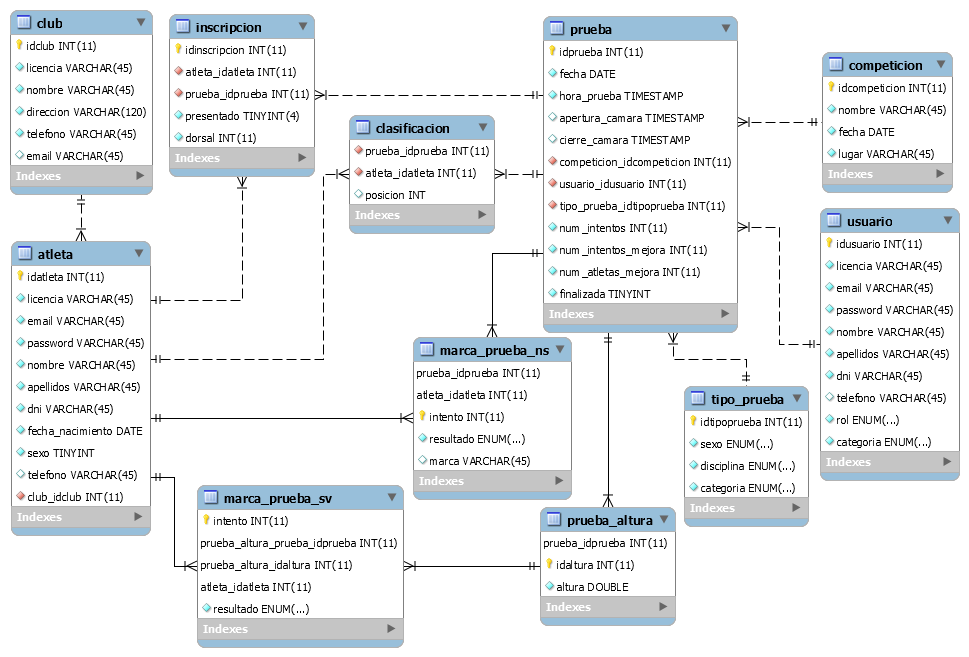 club
idclub INT(11)
licencia VARCHAR(45)
nombre VARCHAR(45)
direccion VARCHAR(120)
telefono VARCHAR(45)
email VARCHAR(45)
Indexes
inscripcion
idinscripcion INT(11)
atleta_idatleta INT(11)
prueba_idprueba INT(11)
presentado TINYINT(4)
dorsal INT(11)
Indexes
clasificacion
prueba_idprueba INT(11)
atleta_idatleta INT(11)
posicion INT
Indexes
prueba
idprueba INT(11)
fecha DATE
hora_prueba TIMESTAMP
apertura_camara TIMESTAMP
cierre_camara TIMESTAMP
competicion_idcompeticion INT(11)
usuario_idusuario INT(11)
tipo_prueba_idtipoprueba INT(11)
num_intentos INT(11)
num_intentos_mejora INT(11)
num_atletas_mejora INT(11)
finalizada TINYINT
Indexes
competicion
idcompeticion INT(11)
nombre VARCHAR(45)
fecha DATE
lugar VARCHAR(45)
Indexes
usuario
idusuario INT(11)
licencia VARCHAR(45)
email VARCHAR(45)
password VARCHAR(45)
nombre VARCHAR(45)
apellidos VARCHAR(45)
dni VARCHAR(45)
telefono VARCHAR(45)
rol ENUM(...)
categoria ENUM(...)
Indexes
atleta
idatleta INT(11)
licencia VARCHAR(45)
email VARCHAR(45)
password VARCHAR(45)
nombre VARCHAR(45)
apellidos VARCHAR(45)
dni VARCHAR(45)
fecha_nacimiento DATE
sexo TINYINT
telefono VARCHAR(45)
club_idclub INT(11)
Indexes
marca_prueba_ns
prueba_idprueba INT(11)
atleta_idatleta INT(11)
intento INT(11)
resultado ENUM(...)
marca VARCHAR(45)
Indexes
tipo_prueba
idtipoprueba INT(11)
sexo ENUM(...)
disciplina ENUM(...)
categoria ENUM(...)
Indexes
marca_prueba_sv
intento INT(11)
prueba_altura_prueba_idprueba INT(11)
prueba_altura_idaltura INT(11)
atleta_idatleta INT(11)
resultado ENUM(...)
Indexes
prueba_altura
prueba_idprueba INT(11)
idaltura INT(11)
altura DOUBLE
Indexes